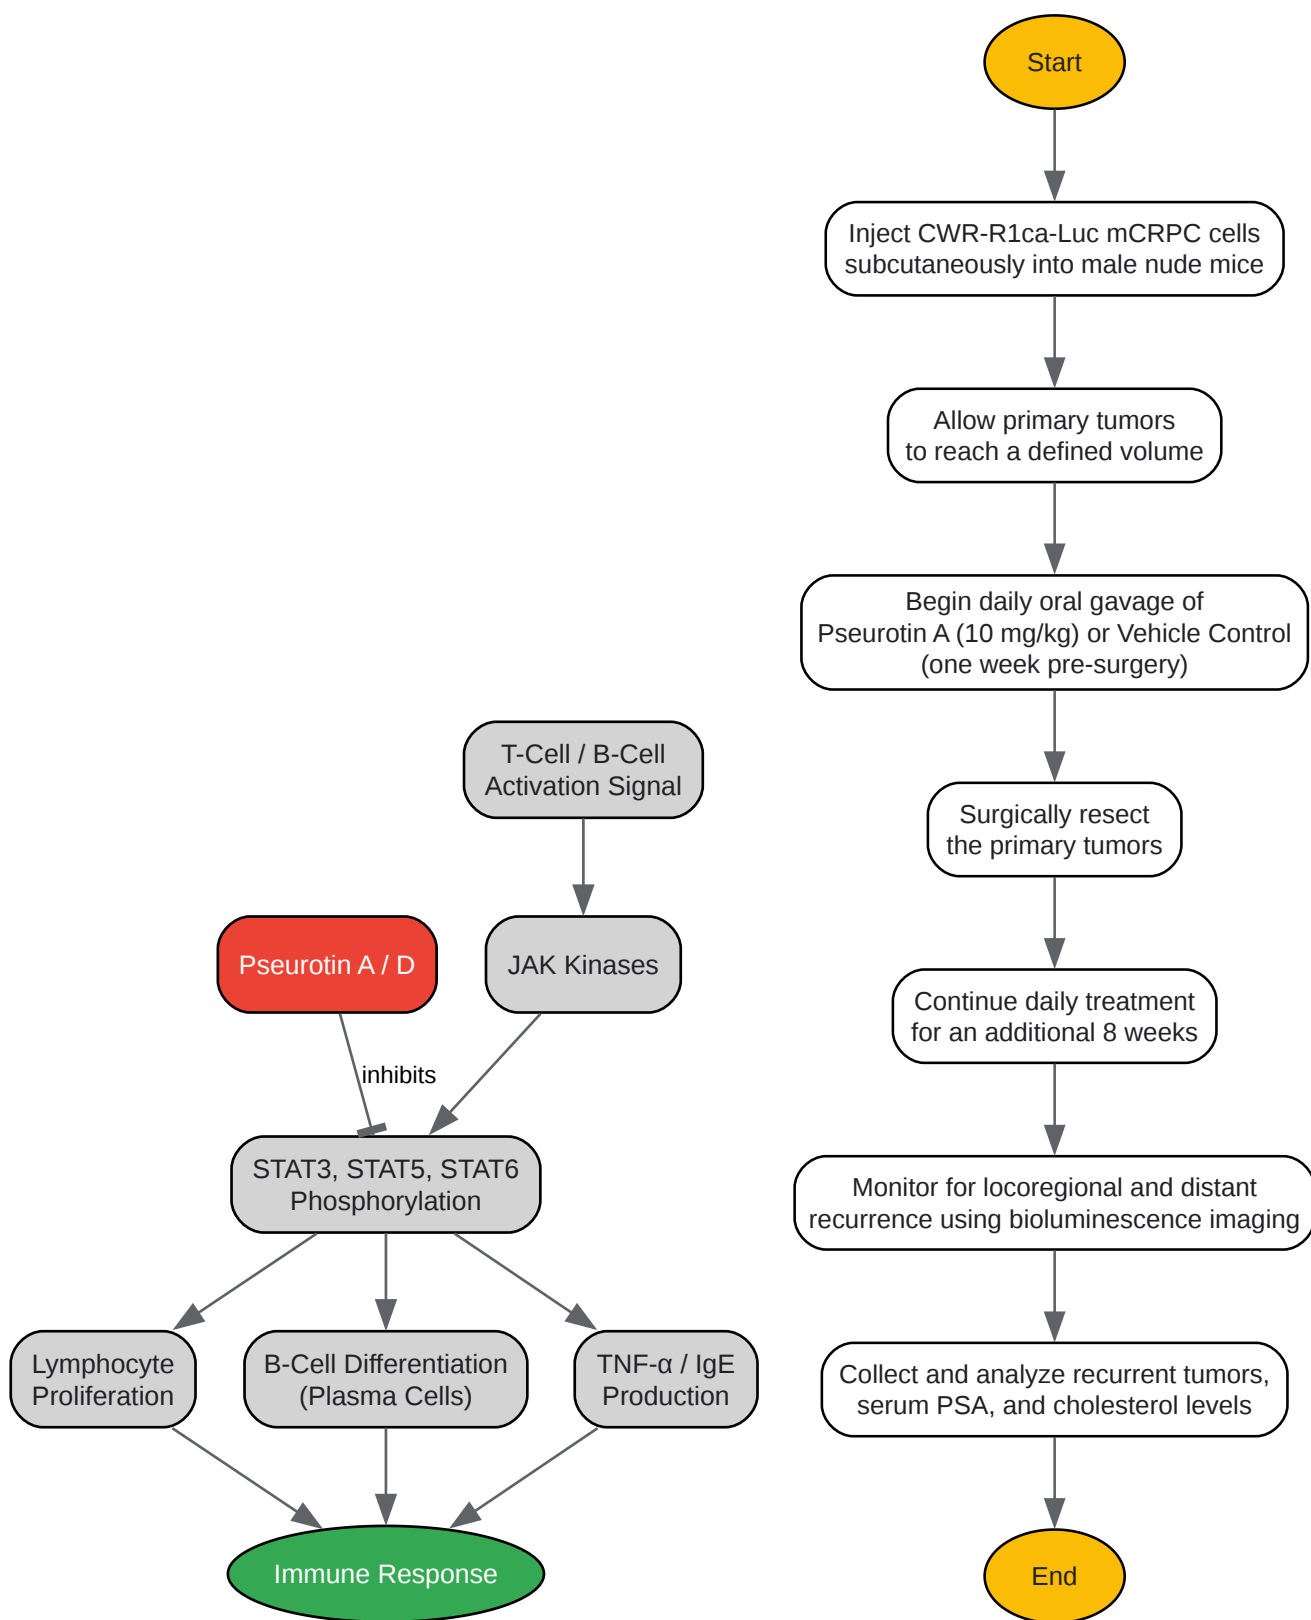 T-Cell / B-Cell
Activation Signal
Pseurotin A / D
JAK Kinases
inhibits
STAT3, STAT5, STAT6
Phosphorylation
Lymphocyte
Proliferation
B-Cell Differentiation
(Plasma Cells)
TNF-α / IgE
Production
Immune Response
Start
Inject CWR-R1ca-Luc mCRPC cells
subcutaneously into male nude mice
Allow primary tumors
to reach a defined volume
Begin daily oral gavage of
Pseurotin A (10 mg/kg) or Vehicle Control
(one week pre-surgery)
Surgically resect
the primary tumors
Continue daily treatment
for an additional 8 weeks
Monitor for locoregional and distant
recurrence using bioluminescence imaging
Collect and analyze recurrent tumors,
serum PSA, and cholesterol levels
End